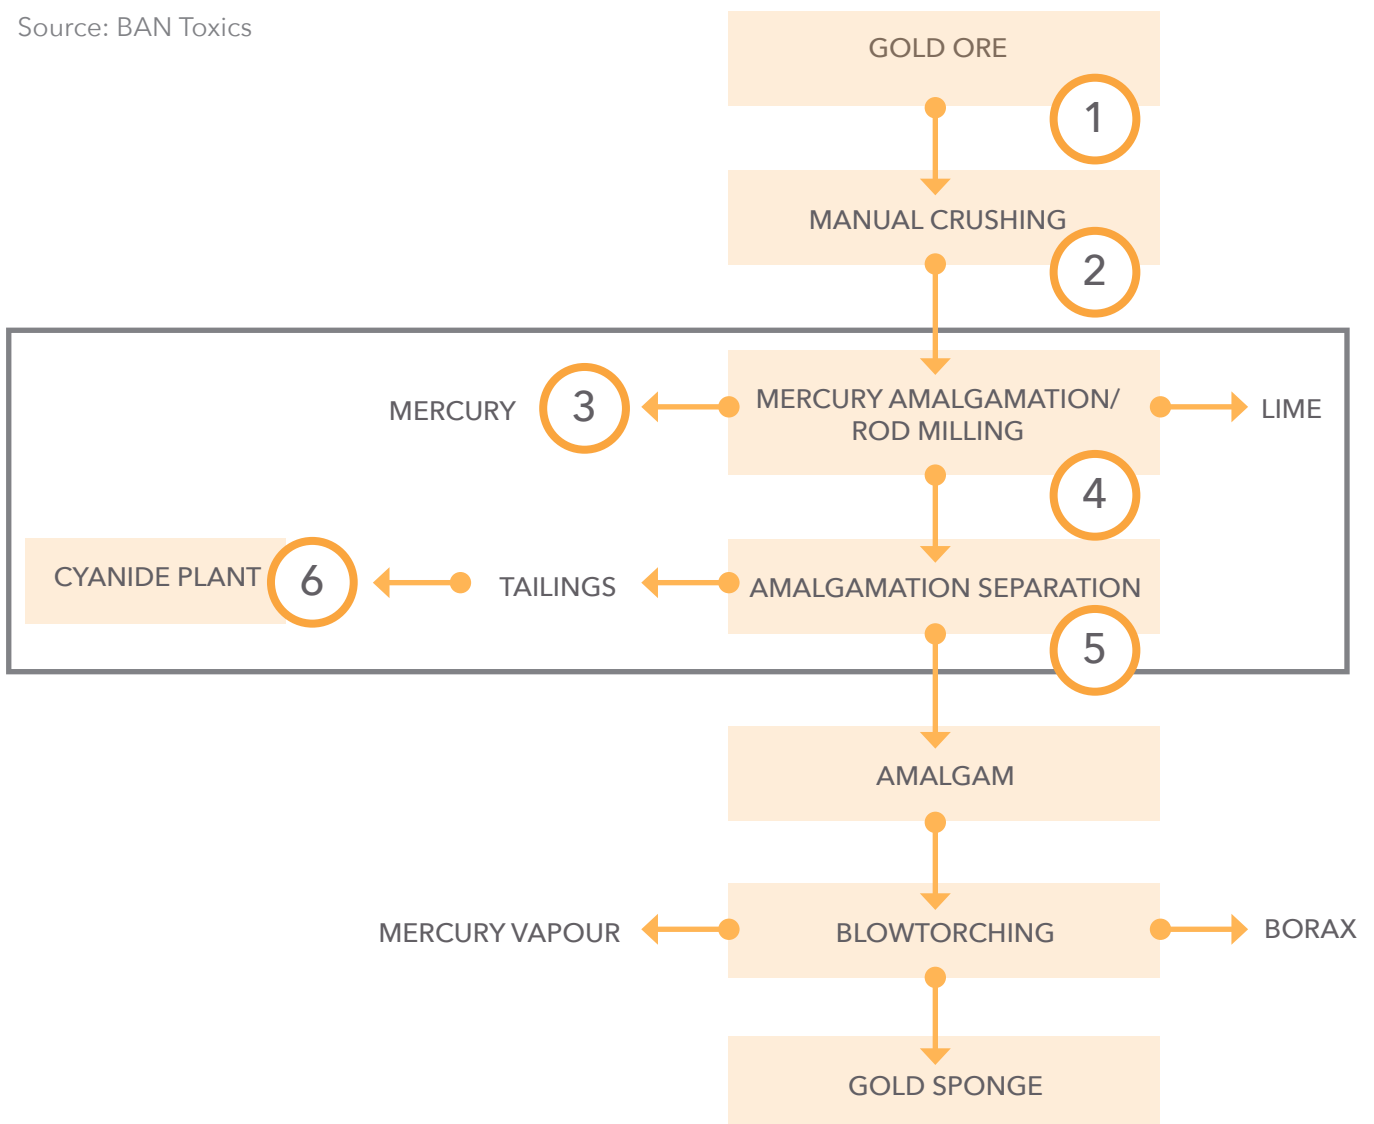 Source: BAN Toxics
GOLD ORE
1
MANUAL CRUSHING
2
MERCURY
3
MERCURY AMALGAMATION/
ROD MILLING
LIME
4
CYANIDE PLANT
6
TAILINGS
AMALGAMATION SEPARATION
5
AMALGAM
MERCURY VAPOUR
BLOWTORCHING
BORAX
GOLD SPONGE